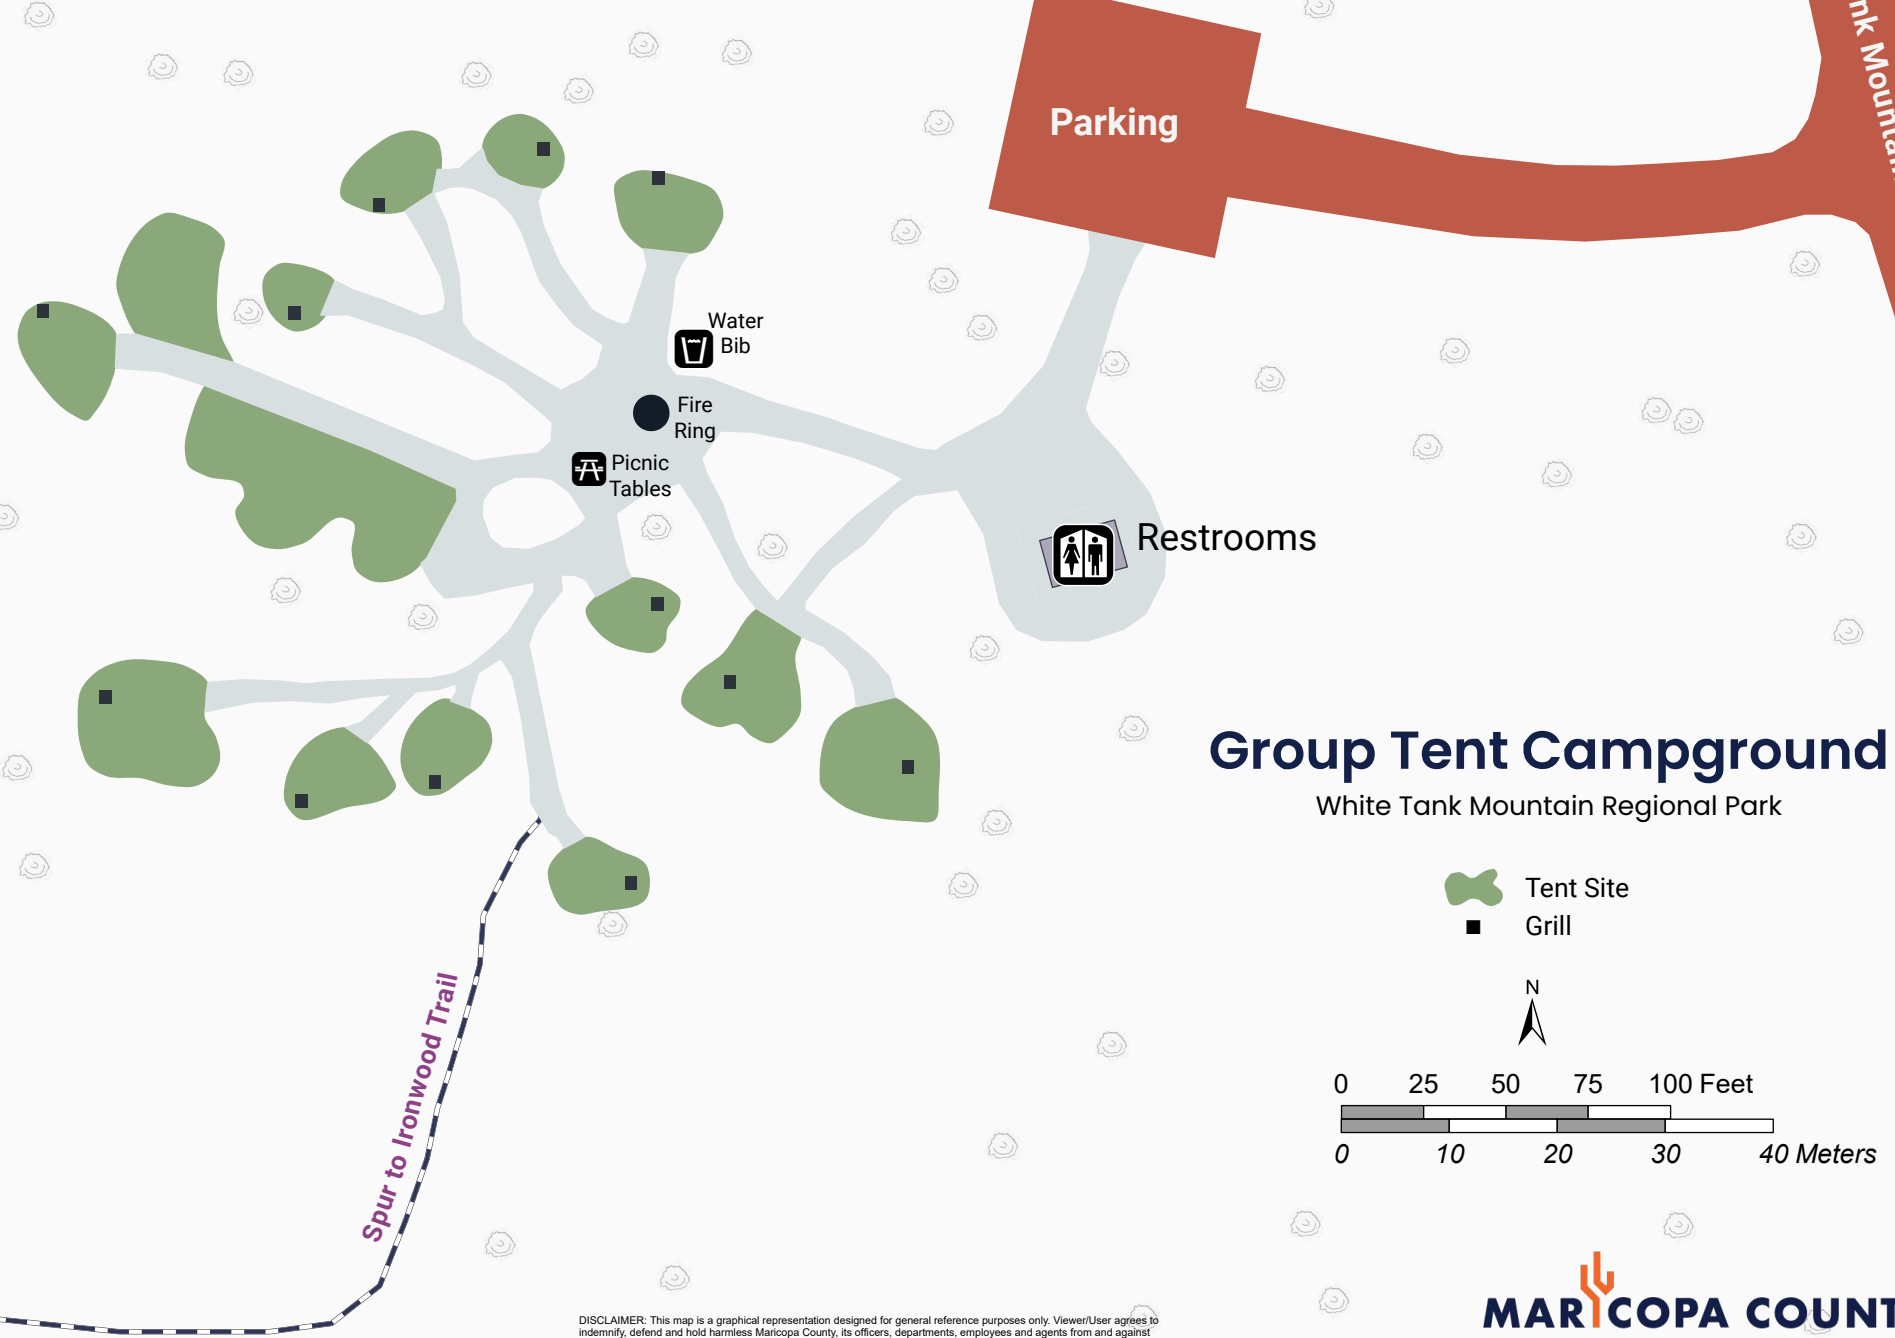 Parking
nk Mountain
Water
Bib
Fire
Ring
Picnic
Tables
Restrooms
Group Tent Campground
White Tank Mountain Regional Park
Tent Site
Grill
N
0 25 50 75 100 Feet
0 10 20 30 40 Meters
Spur to Ironwood Trail
MARICOPA COUNT
DISCLAIMER: This map is a graphical representation designed for general reference purposes only. Viewer/User agrees to
indemnify, defend and hold harmless Maricopa County, its officers, departments, employees and agents from and against